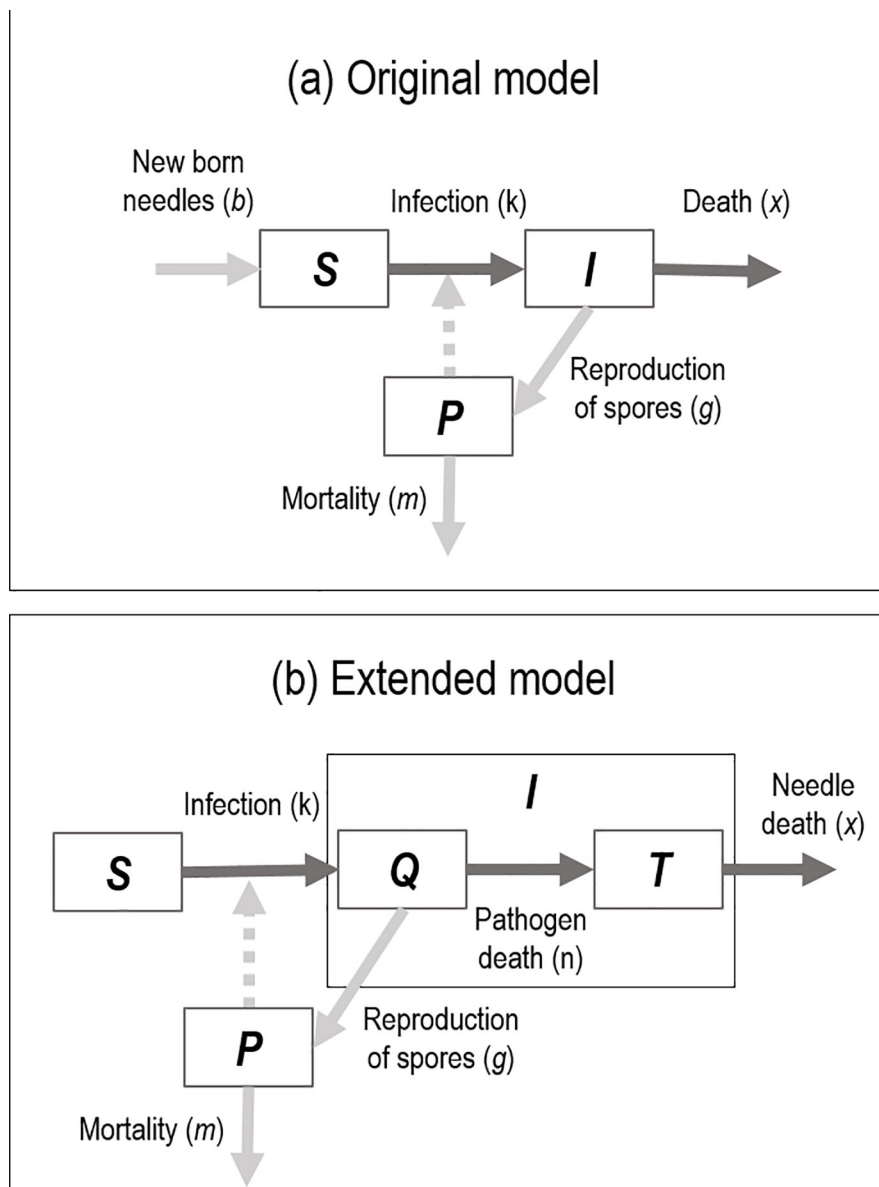 (a) Original model
New born
needles (b)
Infection (k)
Death (x)
S
I
P
Reproduction
of spores (g)
Mortality (m)
(b) Extended model
I
Infection (k)
Needle
death (x)
S
Q
T
Pathogen
death (n)
P
Reproduction
of spores (g)
Mortality (m)